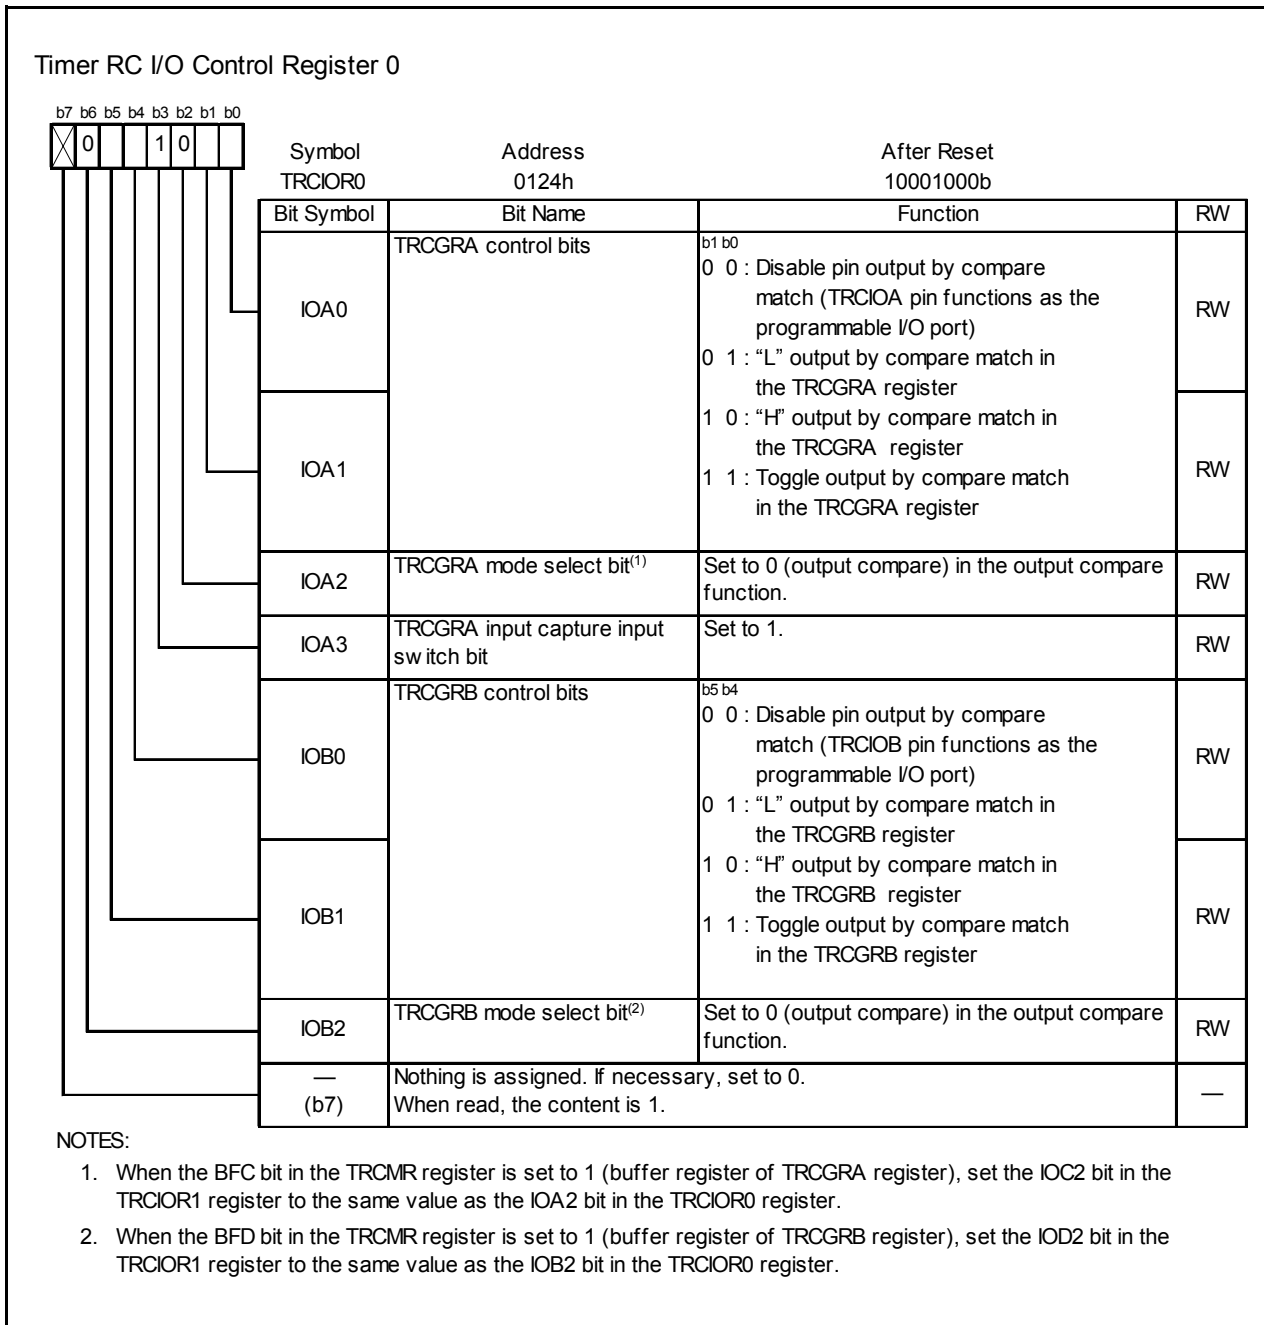 Timer RC I/O Control Register 0
b7 b6 b5 b4 b3 b2 b1 b0
0 1 0
Symbol Address After Reset
TRCIOR0 0124h 10001000b
Bit Symbol Bit Name Function RW
IOA0 TRCGRA control bits b1 b0
0 0 : Disable pin output by compare
match (TRCIOA pin functions as the
programmable I/O port)
0 1 : “L” output by compare match in
the TRCGRA register
1 0 : “H” output by compare match in
the TRCGRA register
1 1 : Toggle output by compare match
in the TRCGRA register
RW
IOA1 RW
IOA2 TRCGRA mode select bit(1) Set to 0 (output compare) in the output compare
function.
RW
IOA3 TRCGRA input capture input
switch bit
Set to 1.
RW
IOB0 TRCGRB control bits b5 b4
0 0 : Disable pin output by compare
match (TRCIOB pin functions as the
programmable I/O port)
0 1 : “L” output by compare match in
the TRCGRB register
1 0 : “H” output by compare match in
the TRCGRB register
1 1 : Toggle output by compare match
in the TRCGRB register
RW
IOB1 RW
IOB2 TRCGRB mode select bit(2) Set to 0 (output compare) in the output compare
function.
RW
—
(b7)
Nothing is assigned. If necessary, set to 0.
When read, the content is 1.
—
NOTES:
1. When the BFC bit in the TRCMR register is set to 1 (buffer register of TRCGRA register), set the IOC2 bit in the
TRCIOR1 register to the same value as the IOA2 bit in the TRCIOR0 register.
2. When the BFD bit in the TRCMR register is set to 1 (buffer register of TRCGRB register), set the IOD2 bit in the
TRCIOR1 register to the same value as the IOB2 bit in the TRCIOR0 register.